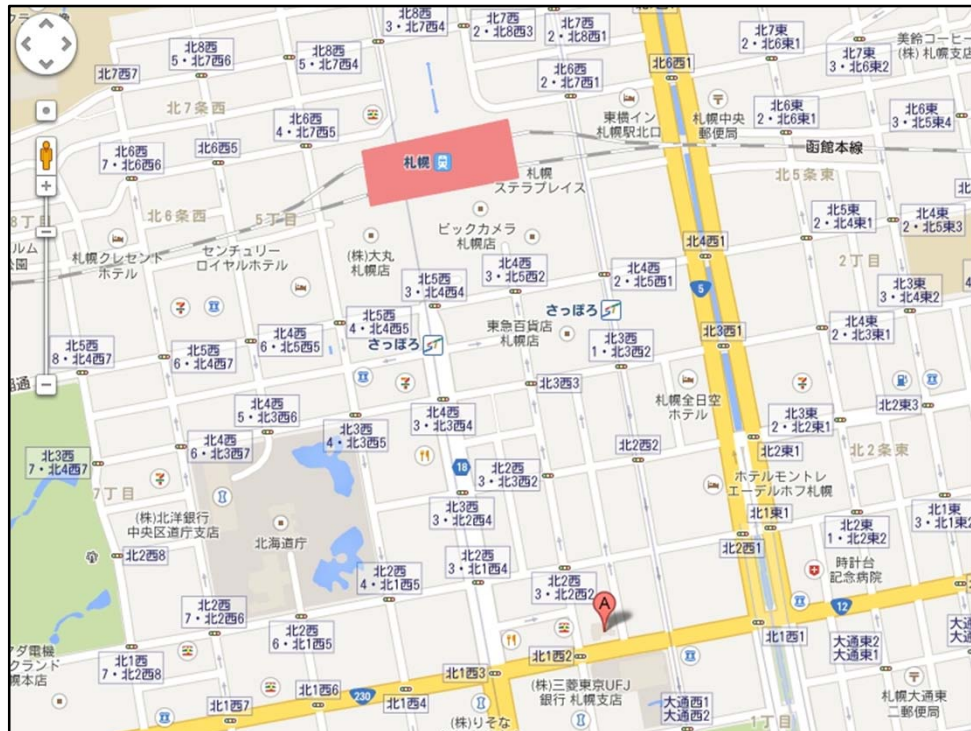 北8西
3・北7西4
北7西
2・北8西3
北7西
2・北8西1
北6西1
北7東
2・北6東1
北7東
3・北6東2
美鈴コーヒー
(株) 札幌支店
北8西
5・北7西6
北8西
5・北7西4
北7西7
北7条西
北6西
4・北7西5
北6西
2・北7西1
東横イン
札幌駅北口
札幌中央
郵便局
北6東
2・北6東1
北6東
3・北5東4
函館本線
北6西
7・北6西6
北6西5
札幌
札幌
ステラプレイス
北5条東
8丁目
北6条西
5丁目
ビックカメラ
札幌店
北5東
2・北4東1
北4東
2・北5東3
札幌クレセント
ホテル
センチュリー
ロイヤルホテル
(株)大丸
札幌店
北4西1
2丁目
北5西
3・北4西4
北4西
3・北5西2
北4西
2・北5西1
5
北3東
3・北4東2
さっぽろ
北5西
4・北4西5
さっぽろ
東急百貨店
札幌店
北3西
1・北3西2
北3西1
北4東
2・北3東1
北5西
8・北4西7
北5西
6・北4西7
北4西
6・北5西5
北3西3
札幌全日空
ホテル
北3東
2・北2東1
北2東3
北4西
5・北3西6
北4西
3・北3西4
北3西
4・北3西5
北2西2
北2東1
北2条東
北4西
6・北3西7
北3西
7・北4西7
18
北2西
3・北3西2
ホテルモントレ
エーデルホフ札幌
7丁目
北3西
3・北2西4
北1東1
北3東
3・北1東2
(株)北洋銀行
中央区道庁支店
北海道庁
北2西1
北2東
1・北2東2
北2西8
北2西
3・北1西4
時計台
記念病院
北2西
4・北1西5
北2西
3・北2西2
A
12
北2西
7・北2西6
北2西
6・北1西5
北1西1
大通東2
大通東1
北1西
7・北2西8
北1西3
北1西2
北1西7
北1西6
230
(株)三菱東京UFJ
銀行 札幌支店
大通西1
大通西2
札幌大通東
二郵便局
(株)りそな
1丁目